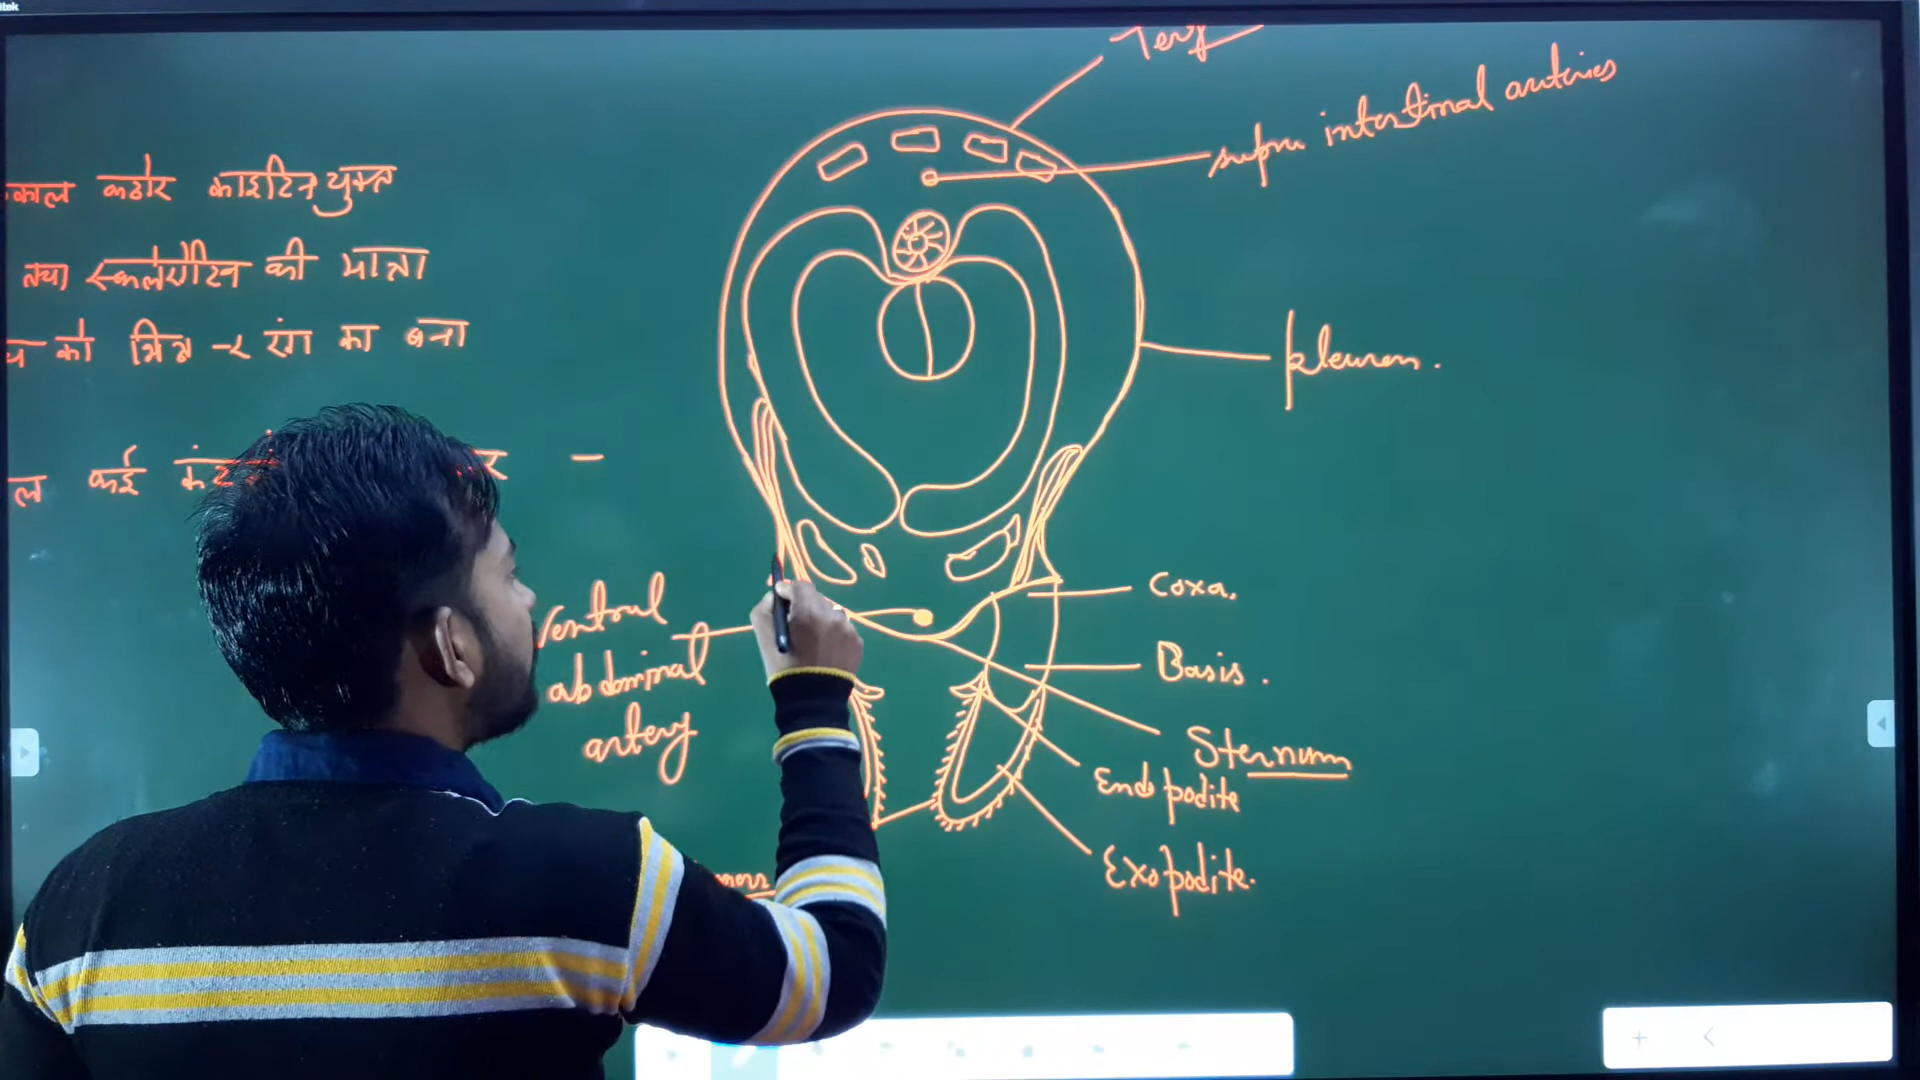 काल कठोर काइटिन युक्त
तथा स्कलेरोटिन की मात्रा
को भिन्न -२ रंग का बना
ल कई
Terg
supra intestinal arteries
pleuron.
Ventral
abdominal
artery
Coxa.
Basis.
Sternum
Endopodite
Exopodite.